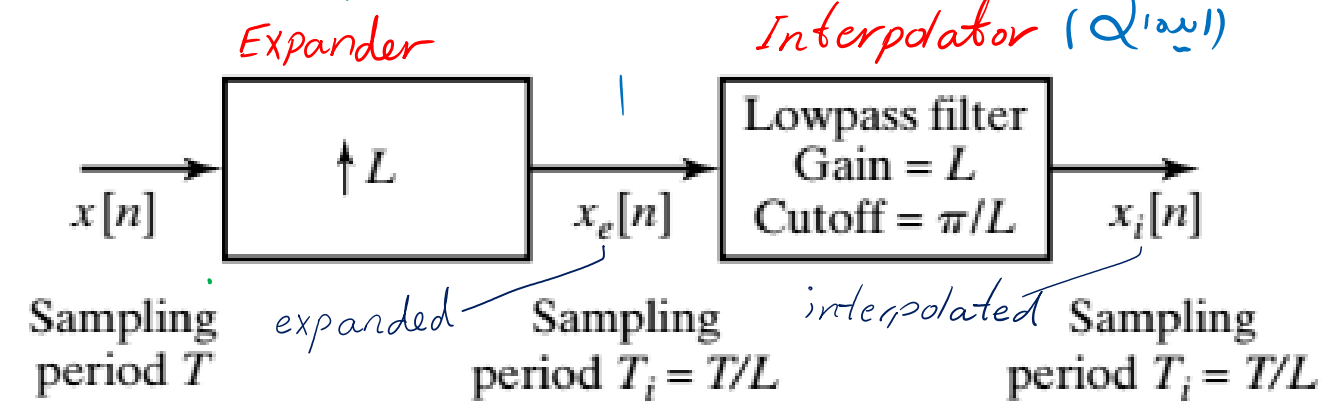 Expander
Interpolator
↑ L
Lowpass filter
Gain = L
Cutoff = π/L
x[n]
xₑ[n]
xᵢ[n]
expanded
interpolated
Sampling
period T
Sampling
period Tᵢ = T/L
Sampling
period Tᵢ = T/L